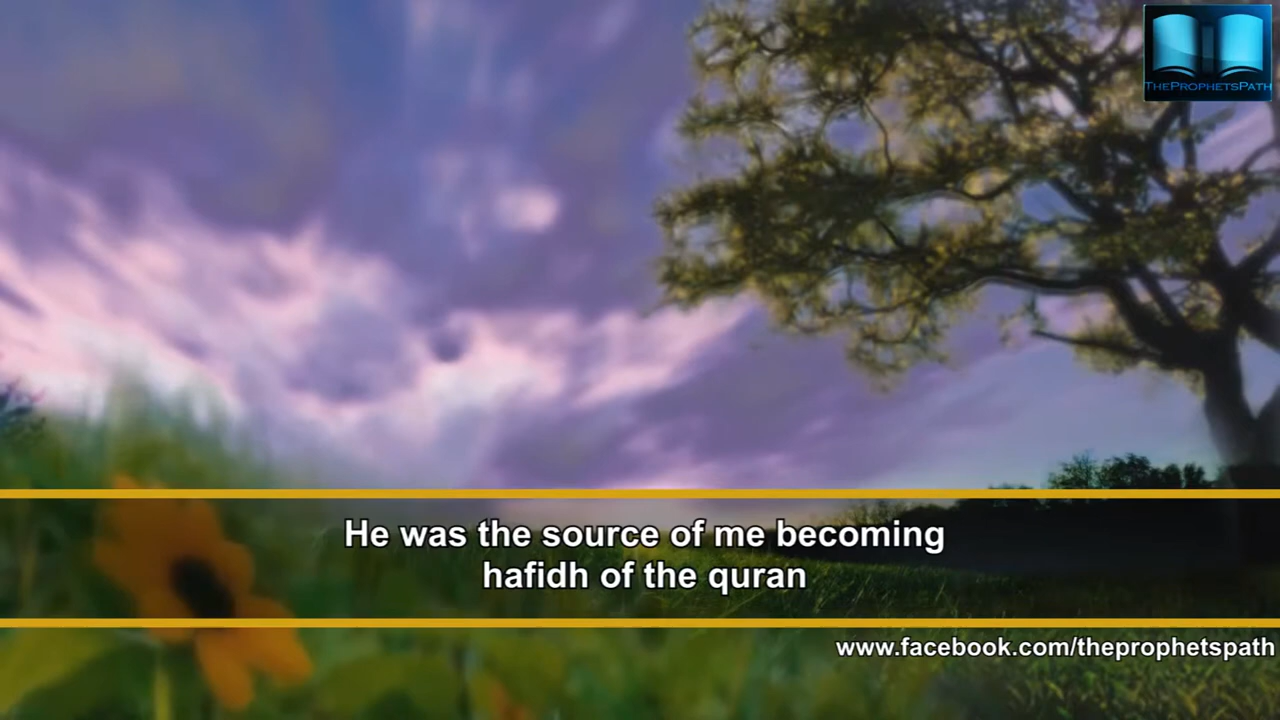 TheProphetsPath
He was the source of me becoming
hafidh of the quran
www.facebook.com/theprophetspath